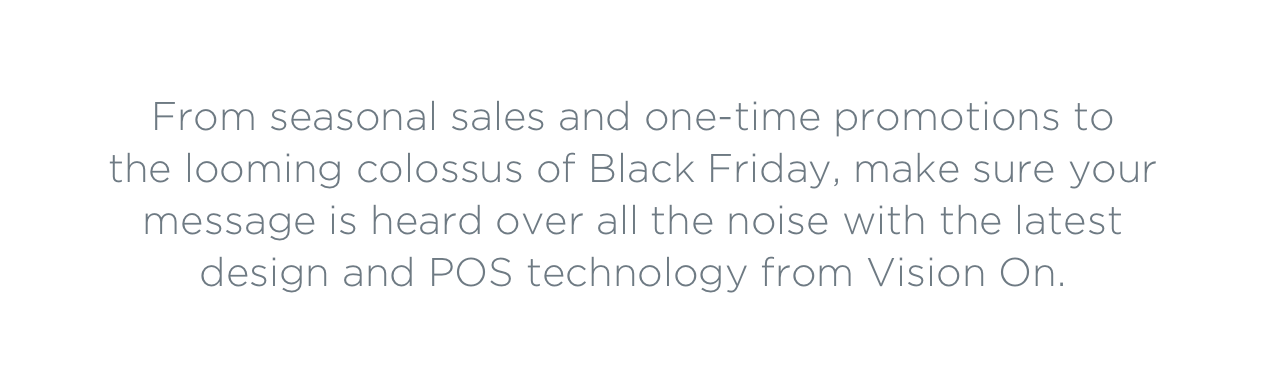 From seasonal sales and one-time promotions to
the looming colossus of Black Friday, make sure your
message is heard over all the noise with the latest
design and POS technology from Vision On.